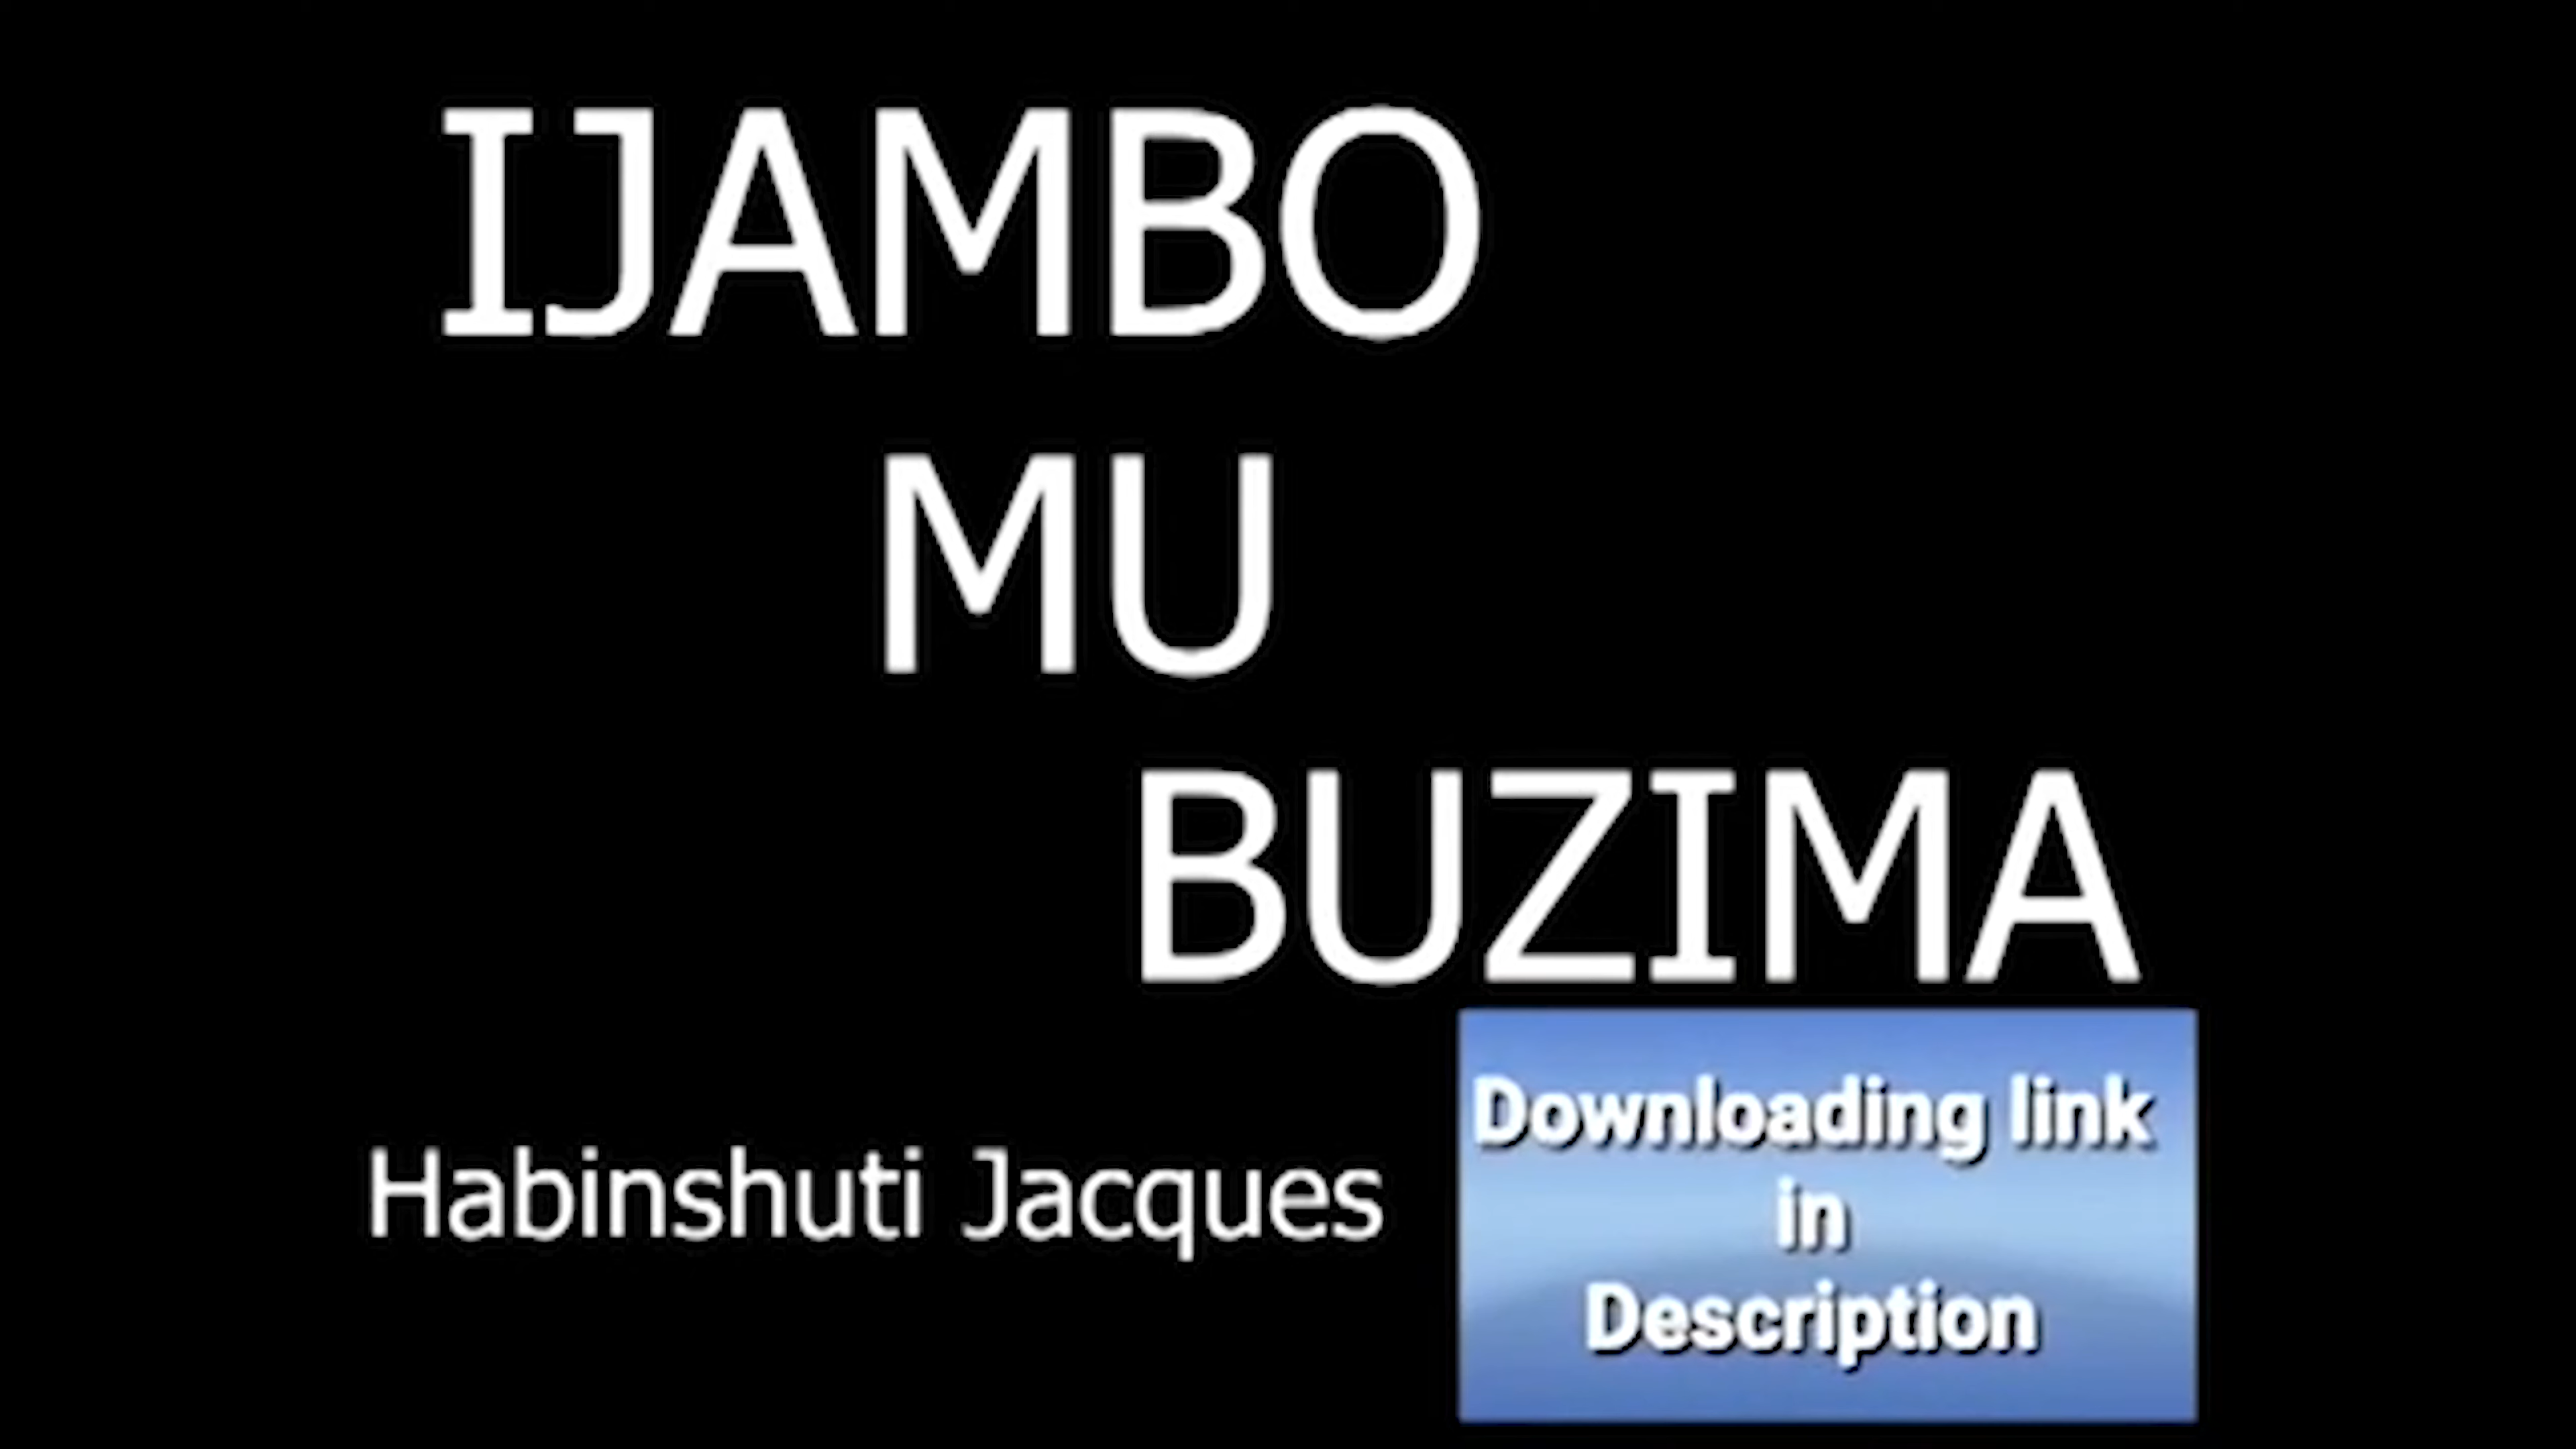 IJAMBO
MU
BUZIMA
Habinshuti Jacques
Downloading link
in
Description